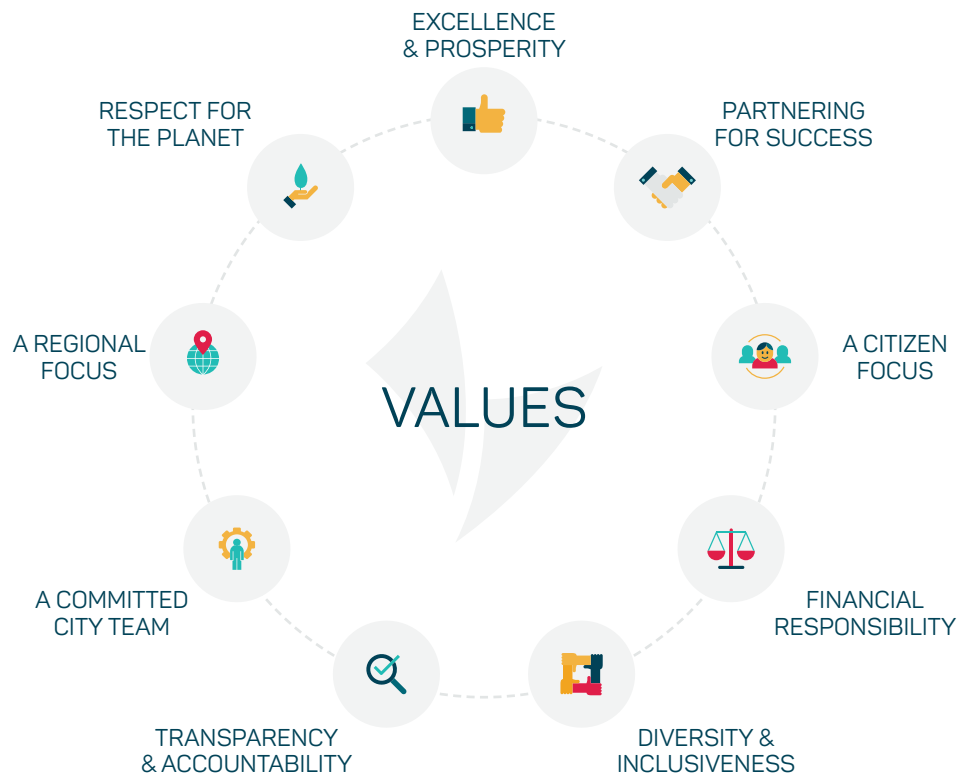 EXCELLENCE
& PROSPERITY
RESPECT FOR
THE PLANET
PARTNERING
FOR SUCCESS
A REGIONAL
FOCUS
A CITIZEN
FOCUS
VALUES
A COMMITTED
CITY TEAM
FINANCIAL
RESPONSIBILITY
TRANSPARENCY
& ACCOUNTABILITY
DIVERSITY &
INCLUSIVENESS